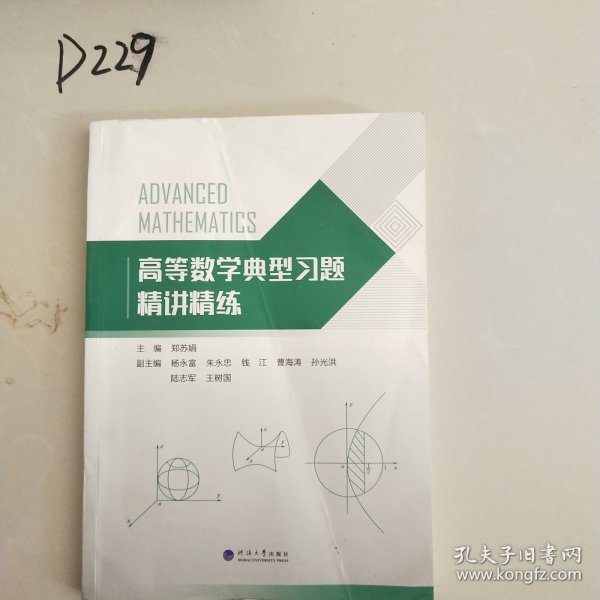 D229
ADVANCED
MATHEMATICS
高等数学典型习题
精讲精练
主 编 郑苏娟
副主编 杨永富 朱永忠 钱 江 曹海涛 孙光洪
陆志军 王树国
河海大学出版社
HOHAI UNIVERSITY PRESS
孔夫子旧书网
www.kongfz.com